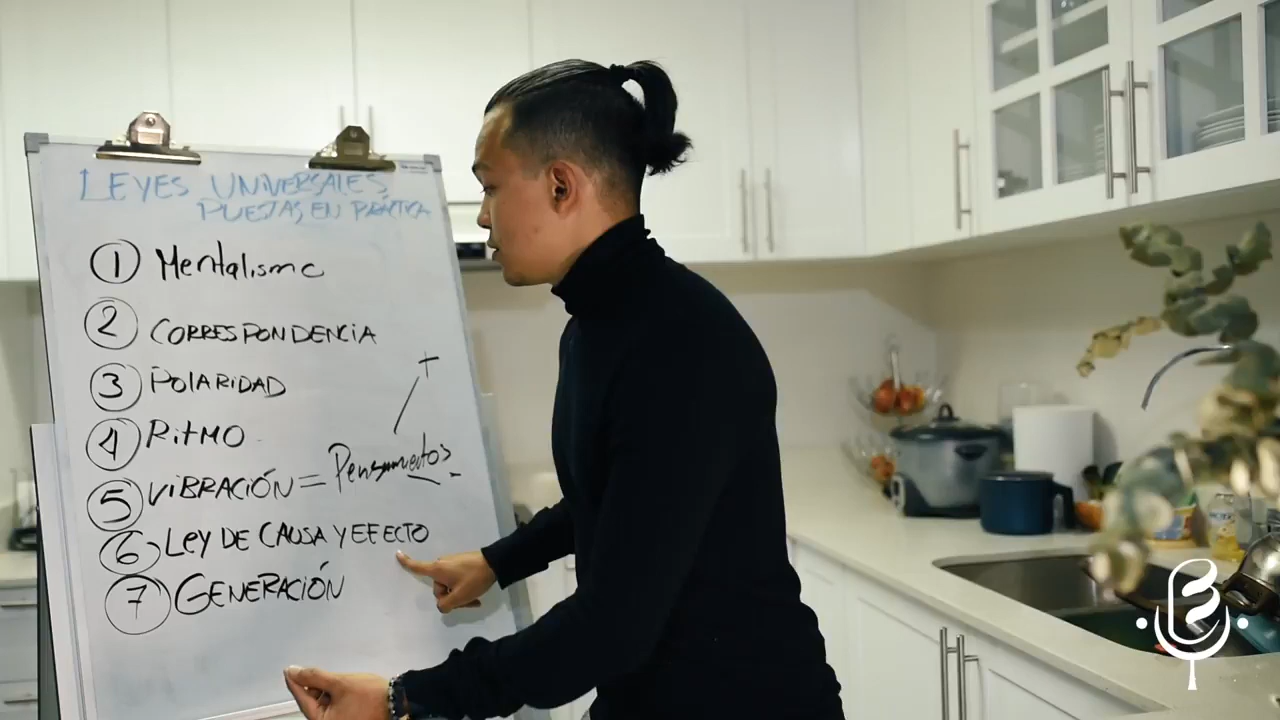 LEYES UNIVERSALES
PUESTAS EN PRÁCTICA
1 Mentalismo
2 CORRESPONDENCIA
3 POLARIDAD
4 RITMO
+
5 VIBRACIÓN = Pensamientos -
6 LEY DE CAUSA Y EFECTO
7 GENERACIÓN